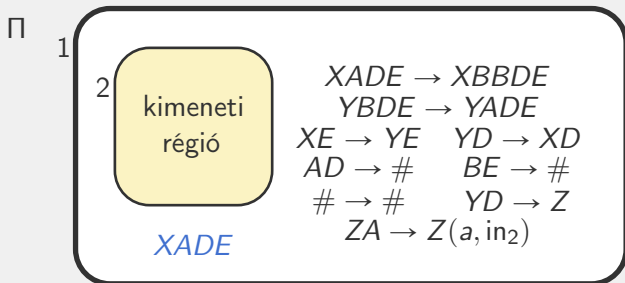 Π
1
2
kimeneti
régió
XADE
XADE → XBBDE
YBDE → YADE
XE → YE YD → XD
AD → # BE → #
# → # YD → Z
ZA → Z(a, in₂)